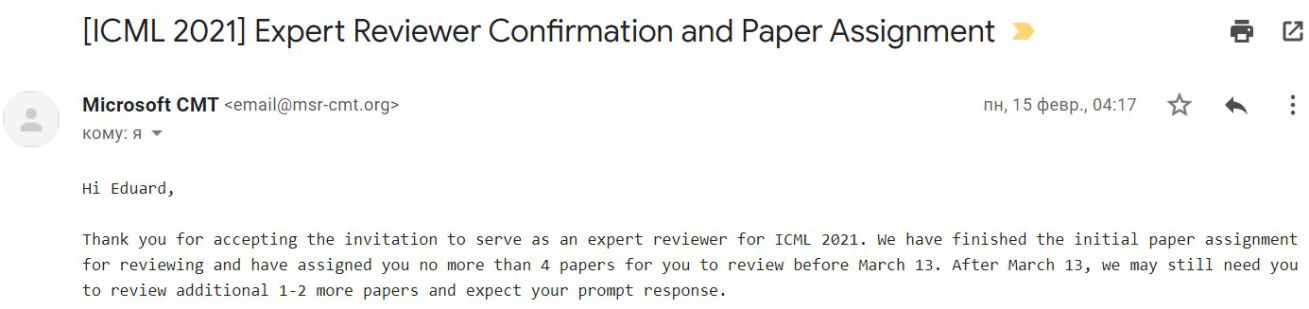 [ICML 2021] Expert Reviewer Confirmation and Paper Assignment
Microsoft CMT <email@msr-cmt.org>
пн, 15 февр., 04:17
кому: я
Hi Eduard,
Thank you for accepting the invitation to serve as an expert reviewer for ICML 2021. We have finished the initial paper assignment
for reviewing and have assigned you no more than 4 papers for you to review before March 13. After March 13, we may still need you
to review additional 1-2 more papers and expect your prompt response.